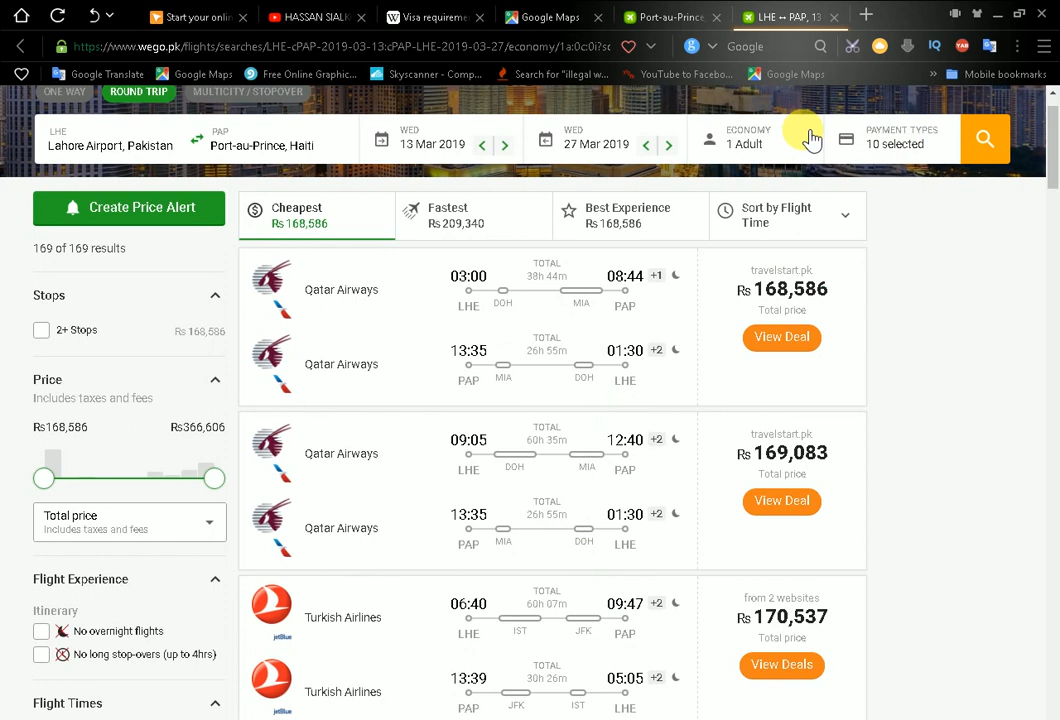 Start your onlin
HASSAN SIALK
Visa requireme
Google Maps
Port-au-Prince,
LHE ↔ PAP, 13
https://www.wego.pk/flights/searches/LHE-cPAP-2019-03-13:cPAP-LHE-2019-03-27/economy/1a:0c:0i?sc
Google
Google Translate
Google Maps
Free Online Graphic...
Skyscanner - Comp...
Search for "illegal w...
YouTube to Facebo...
Google Maps
Mobile bookmarks
ONE WAY
ROUND TRIP
MULTICITY / STOPOVER
LHE
Lahore Airport, Pakistan
PAP
Port-au-Prince, Haiti
WED
13 Mar 2019
WED
27 Mar 2019
ECONOMY
1 Adult
PAYMENT TYPES
10 selected
Create Price Alert
169 of 169 results
Stops
2+ Stops
Rs 168,586
Price
Includes taxes and fees
Rs168,586
Rs366,606
Total price
Includes taxes and fees
Flight Experience
Itinerary
No overnight flights
No long stop-overs (up to 4hrs)
Flight Times
Cheapest
Rs 168,586
Fastest
Rs 209,340
Best Experience
Rs 168,586
Sort by Flight
Time
Qatar Airways
03:00
TOTAL
38h 44m
08:44 +1
LHE DOH MIA PAP
Qatar Airways
13:35
TOTAL
26h 55m
01:30 +2
PAP MIA DOH LHE
travelstart.pk
Rs 168,586
Total price
View Deal
Qatar Airways
09:05
TOTAL
60h 35m
12:40 +2
LHE DOH MIA PAP
Qatar Airways
13:35
TOTAL
26h 55m
01:30 +2
PAP MIA DOH LHE
travelstart.pk
Rs 169,083
Total price
View Deal
Turkish Airlines
jetBlue
06:40
TOTAL
60h 07m
09:47 +2
LHE IST JFK PAP
Turkish Airlines
jetBlue
13:39
TOTAL
30h 26m
05:05 +2
PAP JFK IST LHE
from 2 websites
Rs 170,537
Total price
View Deals